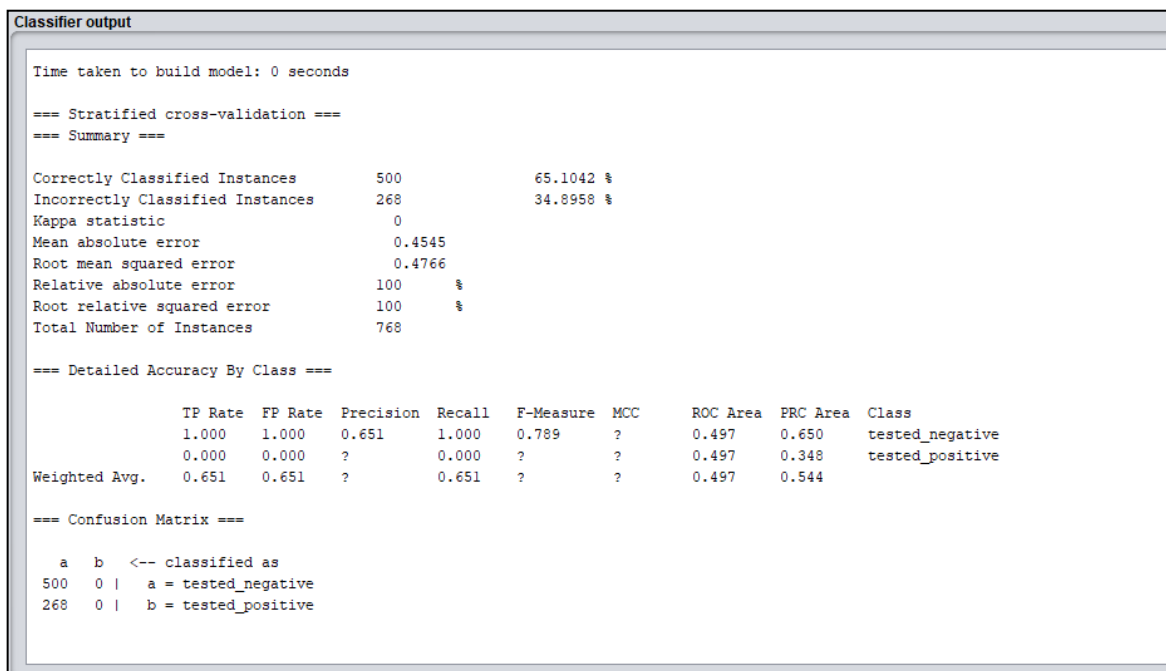 Classifier output
Time taken to build model: 0 seconds
=== Stratified cross-validation ===
=== Summary ===
Correctly Classified Instances 500 65.1042 %
Incorrectly Classified Instances 268 34.8958 %
Kappa statistic 0
Mean absolute error 0.4545
Root mean squared error 0.4766
Relative absolute error 100 %
Root relative squared error 100 %
Total Number of Instances 768
=== Detailed Accuracy By Class ===
TP Rate FP Rate Precision Recall F-Measure MCC ROC Area PRC Area Class
1.000 1.000 0.651 1.000 0.789 ? 0.497 0.650 tested_negative
0.000 0.000 ? 0.000 ? ? 0.497 0.348 tested_positive
Weighted Avg. 0.651 0.651 ? 0.651 ? ? 0.497 0.544
=== Confusion Matrix ===
a b <-- classified as
500 0 | a = tested_negative
268 0 | b = tested_positive